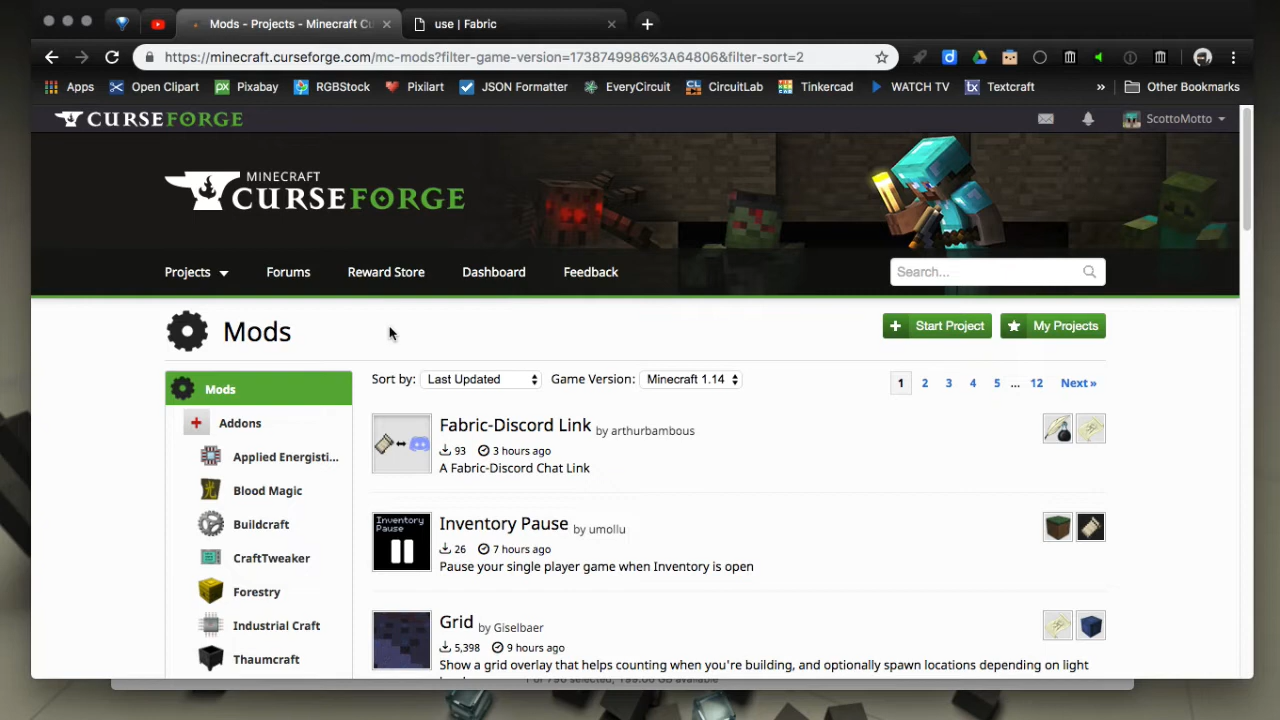 Mods - Projects - Minecraft Cu
use | Fabric
https://minecraft.curseforge.com/mc-mods?filter-game-version=1738749986%3A64806&filter-sort=2
Apps
Open Clipart
Pixabay
RGBStock
Pixilart
JSON Formatter
EveryCircuit
CircuitLab
Tinkercad
WATCH TV
Textcraft
»
Other Bookmarks
CURSEFORGE
ScottoMotto
MINECRAFT
CURSEFORGE
Projects
Forums
Reward Store
Dashboard
Feedback
Search...
Mods
Start Project
My Projects
Mods
Sort by: Last Updated
Game Version: Minecraft 1.14
1 2 3 4 5 ... 12 Next »
Addons
Applied Energisti...
Blood Magic
Buildcraft
CraftTweaker
Forestry
Industrial Craft
Thaumcraft
Fabric-Discord Link by arthurbambous
93 3 hours ago
A Fabric-Discord Chat Link
Inventory
Pause
Inventory Pause by umollu
26 7 hours ago
Pause your single player game when Inventory is open
Grid by Giselbaer
5,398 9 hours ago
Show a grid overlay that helps counting when you're building, and optionally spawn locations depending on light